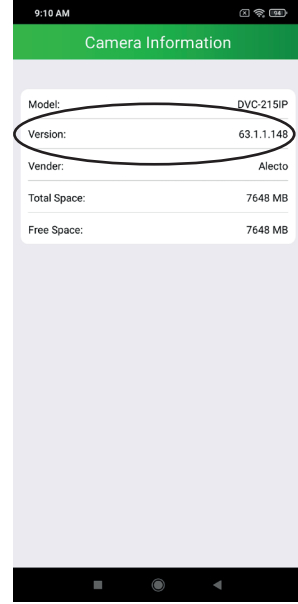 9:10 AM 94
Camera Information
Model: DVC-215IP
Version: 63.1.1.148
Vender: Alecto
Total Space: 7648 MB
Free Space: 7648 MB